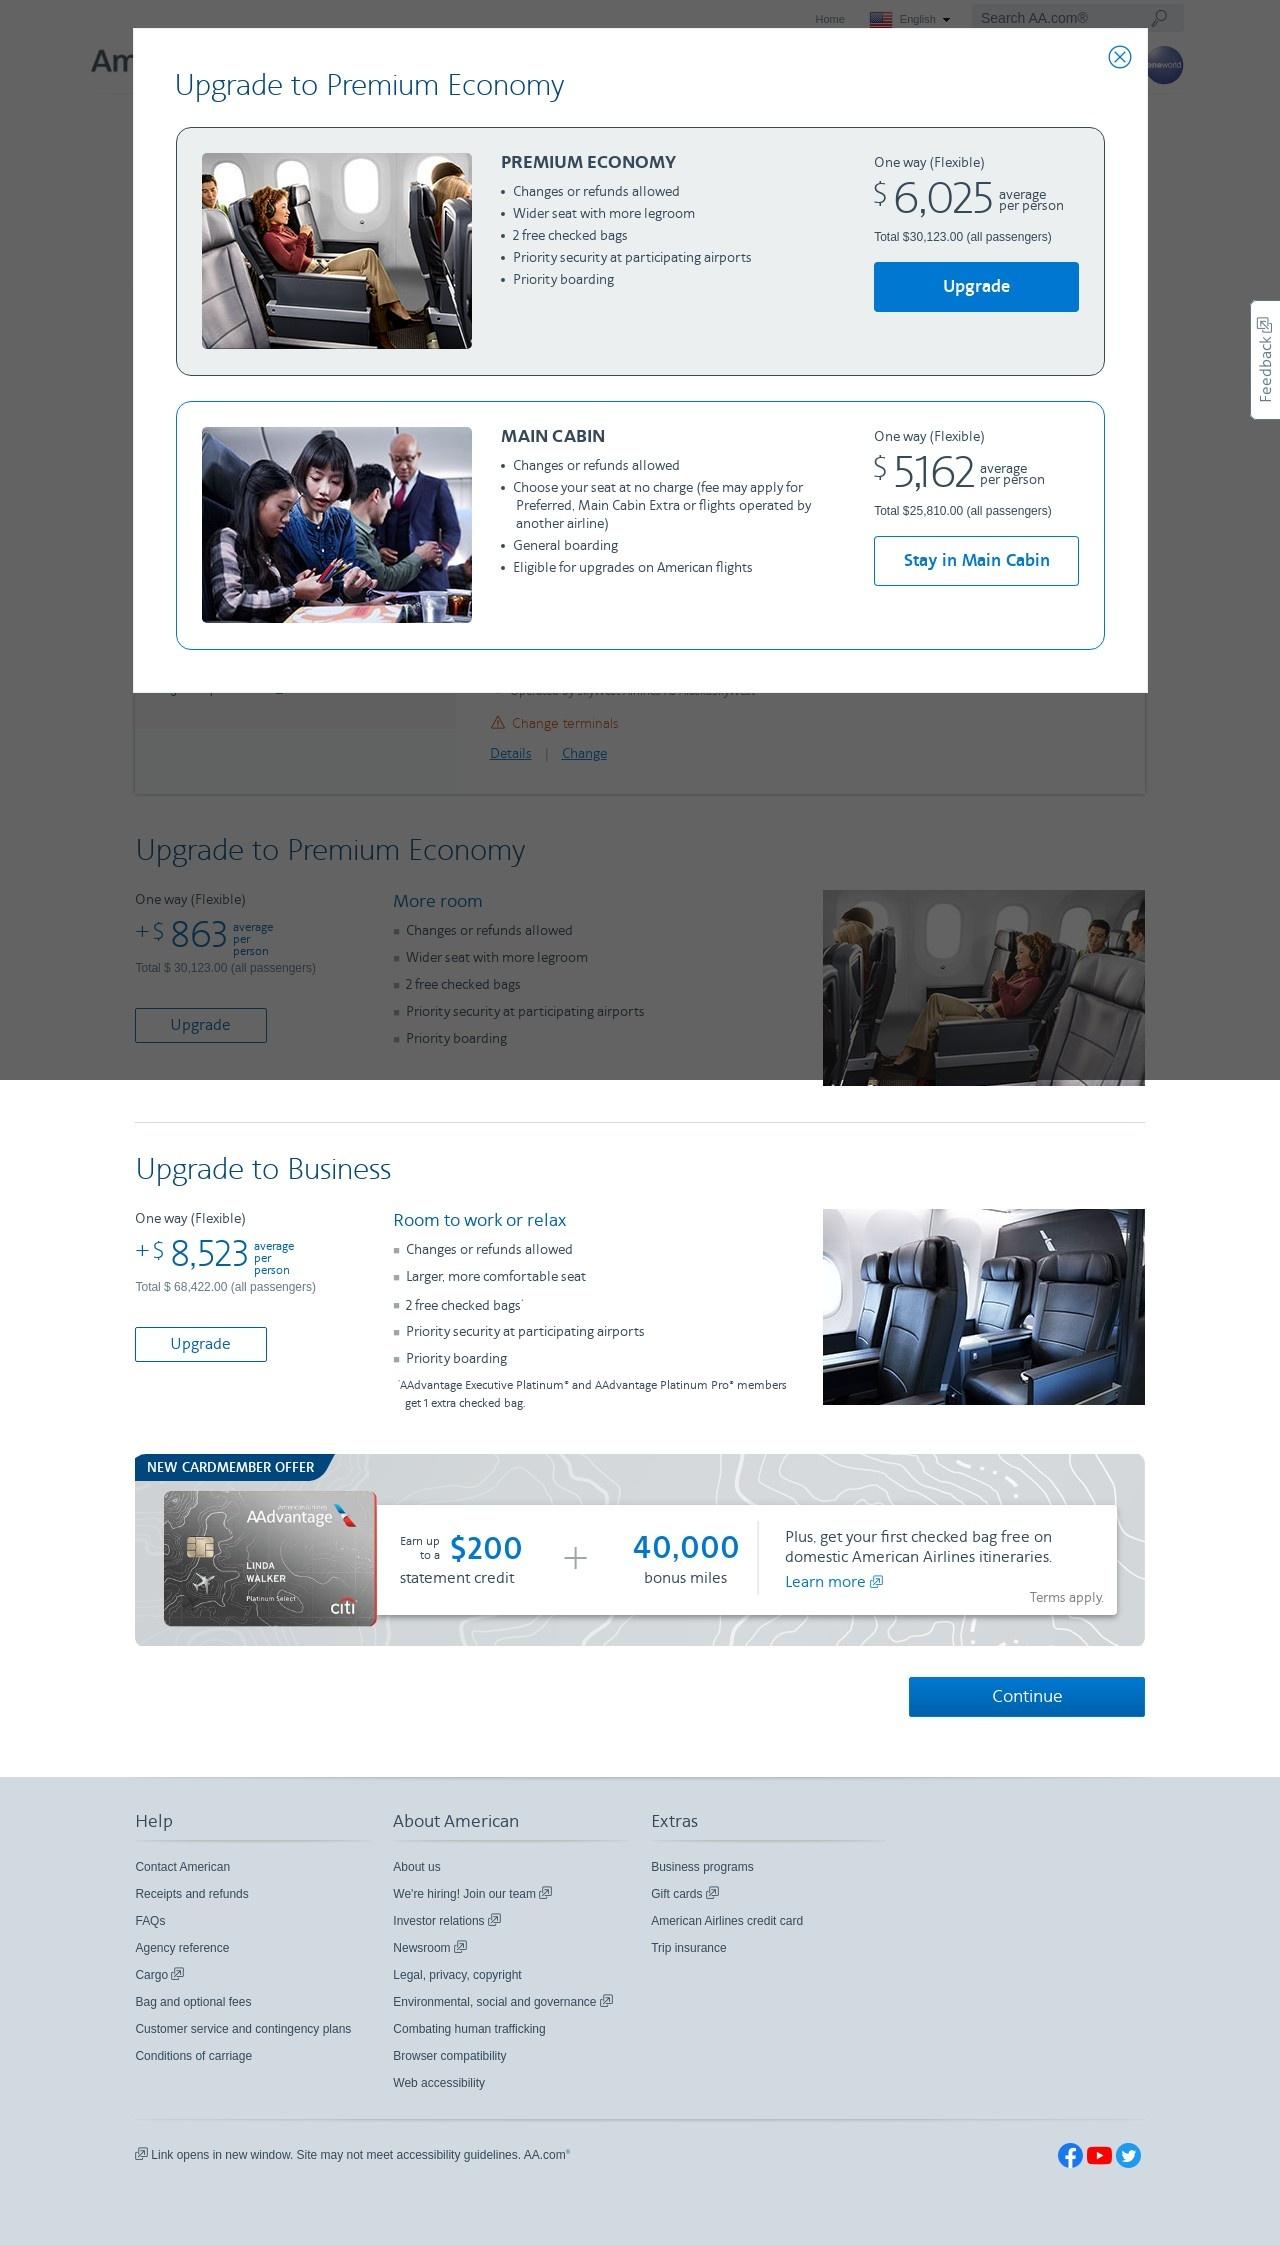 Home
English
Search AA.com®
Am
oneworld
Upgrade to Premium Economy
PREMIUM ECONOMY
• Changes or refunds allowed
• Wider seat with more legroom
• 2 free checked bags
• Priority security at participating airports
• Priority boarding
One way (Flexible)
$ 6,025 average
per person
Total $30,123.00 (all passengers)
Upgrade
Feedback
MAIN CABIN
• Changes or refunds allowed
• Choose your seat at no charge (fee may apply for
Preferred, Main Cabin Extra or flights operated by
another airline)
• General boarding
• Eligible for upgrades on American flights
One way (Flexible)
$ 5,162 average
per person
Total $25,810.00 (all passengers)
Stay in Main Cabin
Change terminals
Details | Change
Upgrade to Premium Economy
One way (Flexible)
+ $ 863 average
per
person
Total $ 30,123.00 (all passengers)
Upgrade
More room
Changes or refunds allowed
Wider seat with more legroom
2 free checked bags
Priority security at participating airports
Priority boarding
Upgrade to Business
One way (Flexible)
+ $ 8,523 average
per
person
Total $ 68,422.00 (all passengers)
Upgrade
Room to work or relax
Changes or refunds allowed
Larger, more comfortable seat
2 free checked bags*
Priority security at participating airports
Priority boarding
*AAdvantage Executive Platinum® and AAdvantage Platinum Pro® members
get 1 extra checked bag.
NEW CARDMEMBER OFFER
American Airlines
AAdvantage
LINDA
WALKER
Platinum Select
citi
Earn up
to a $200
statement credit
+
40,000
bonus miles
Plus, get your first checked bag free on
domestic American Airlines itineraries.
Learn more
Terms apply.
Continue
Help
Contact American
Receipts and refunds
FAQs
Agency reference
Cargo
Bag and optional fees
Customer service and contingency plans
Conditions of carriage
About American
About us
We're hiring! Join our team
Investor relations
Newsroom
Legal, privacy, copyright
Environmental, social and governance
Combating human trafficking
Browser compatibility
Web accessibility
Extras
Business programs
Gift cards
American Airlines credit card
Trip insurance
Link opens in new window. Site may not meet accessibility guidelines. AA.com®